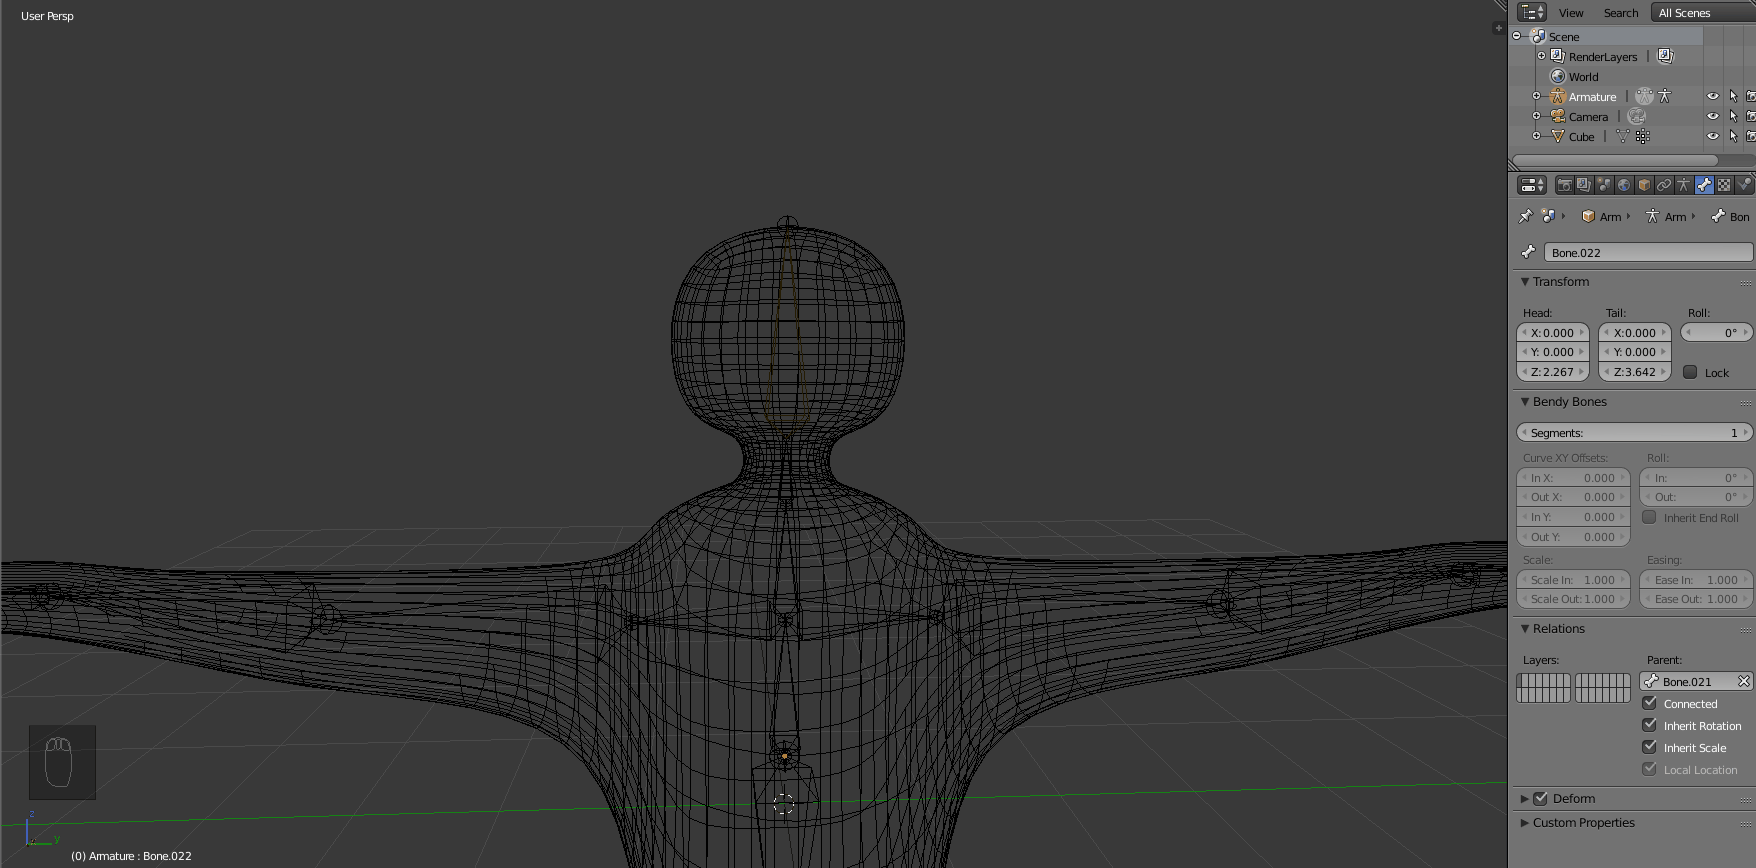 User Persp
View Search All Scenes
Scene
RenderLayers
World
Armature
Camera
Cube
Arm Arm Bon
Bone.022
Transform
Head: Tail: Roll:
X:0.000 X:0.000 0°
Y: 0.000 Y: 0.000
Z:2.267 Z:3.642 Lock
Bendy Bones
Segments: 1
Curve XY Offsets: Roll:
In X: 0.000 In: 0°
Out X: 0.000 Out: 0°
In Y: 0.000 Inherit End Roll
Out Y: 0.000
Scale: Easing:
Scale In: 1.000 Ease In: 1.000
Scale Out: 1.000 Ease Out: 1.000
Relations
Layers: Parent:
Bone.021
Connected
Inherit Rotation
Inherit Scale
Local Location
Deform
Custom Properties
z
y
(0) Armature : Bone.022